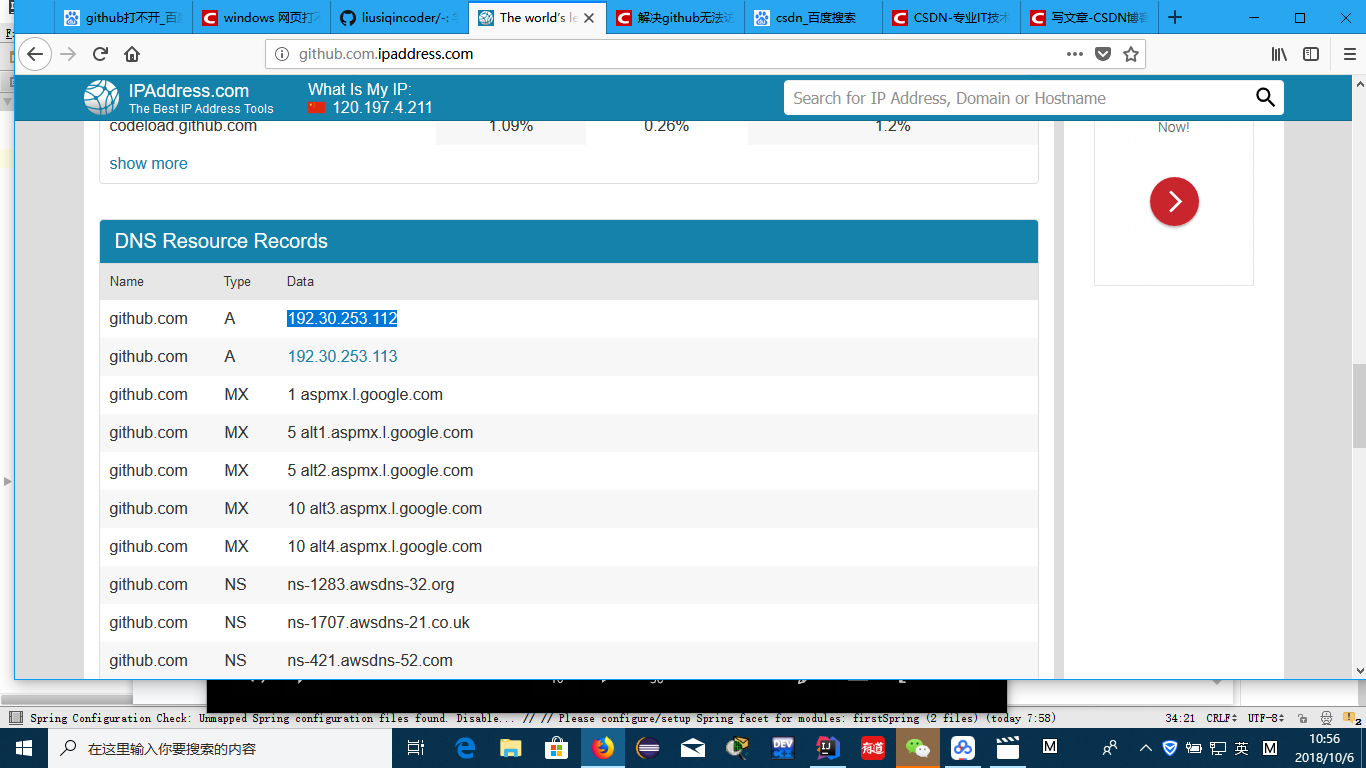 github打不开_百
windows 网页打
liusiqincoder/-:
The world's le
解决github无法访
csdn_百度搜索
CSDN-专业IT技
写文章-CSDN博
github.com.ipaddress.com
IPAddress.com
The Best IP Address Tools
What Is My IP:
120.197.4.211
Search for IP Address, Domain or Hostname
codeload.github.com 1.09% 0.26% 1.2%
Now!
show more
DNS Resource Records
Name Type Data
github.com A 192.30.253.112
github.com A 192.30.253.113
github.com MX 1 aspmx.l.google.com
github.com MX 5 alt1.aspmx.l.google.com
github.com MX 5 alt2.aspmx.l.google.com
github.com MX 10 alt3.aspmx.l.google.com
github.com MX 10 alt4.aspmx.l.google.com
github.com NS ns-1283.awsdns-32.org
github.com NS ns-1707.awsdns-21.co.uk
github.com NS ns-421.awsdns-52.com
Spring Configuration Check: Unmapped Spring configuration files found. Disable... // // Please configure/setup Spring facet for modules: firstSpring (2 files) (today 7:58) 34:21 CRLF UTF-8 2
在这里输入你要搜索的内容
DEV
IJ
有道
M
英
M
10:56
2018/10/6